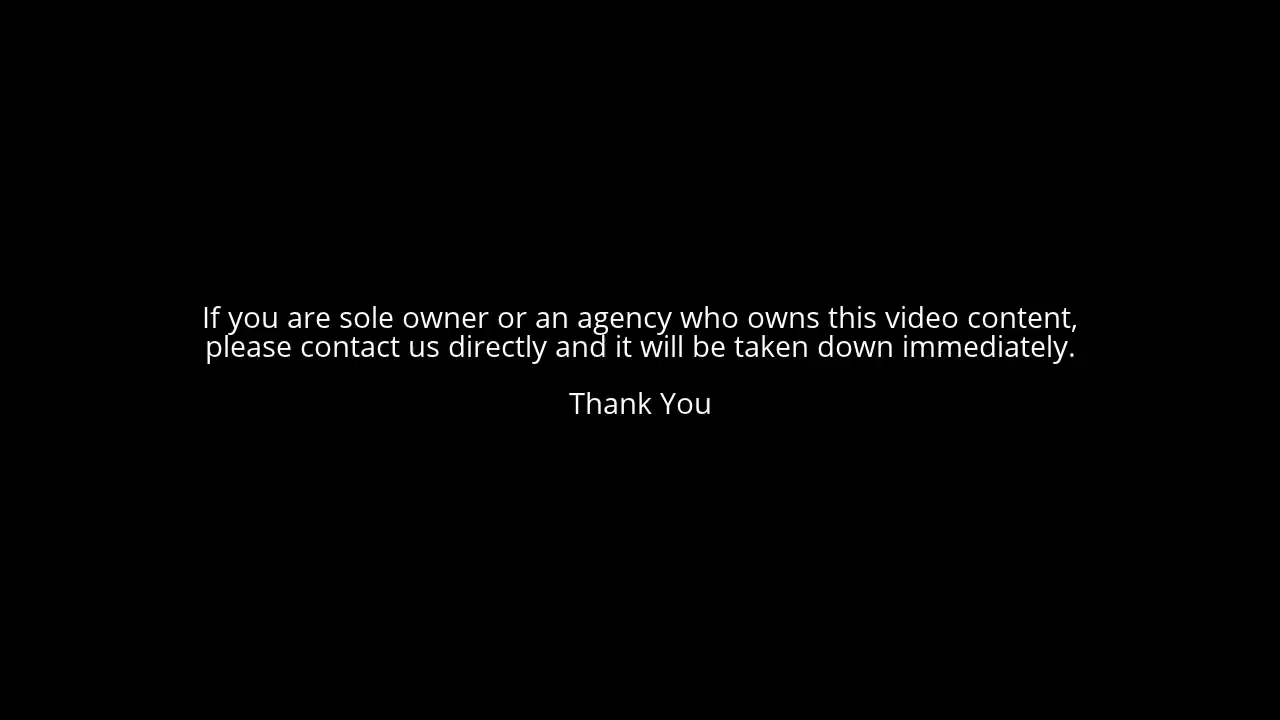 If you are sole owner or an agency who owns this video content,
please contact us directly and it will be taken down immediately.
Thank You